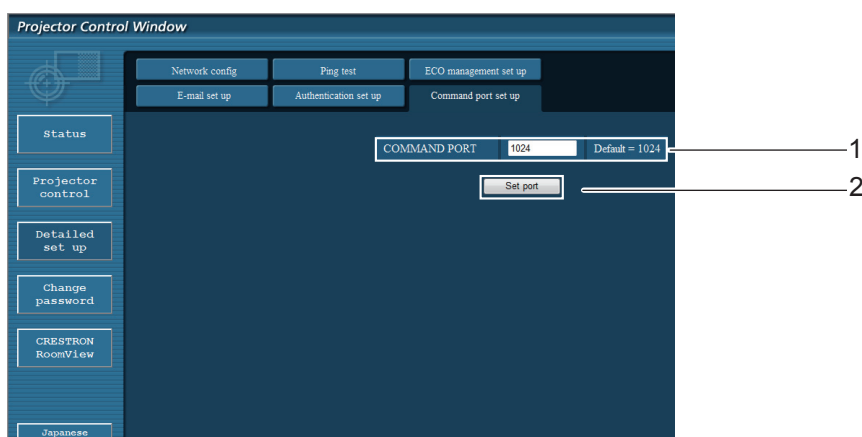 Projector Control Window
Network config
Ping test
ECO management set up
E-mail set up
Authentication set up
Command port set up
Status
Projector
control
Detailed
set up
Change
password
CRESTRON
RoomView
Japanese
COMMAND PORT 1024 Default = 1024
1
Set port
2